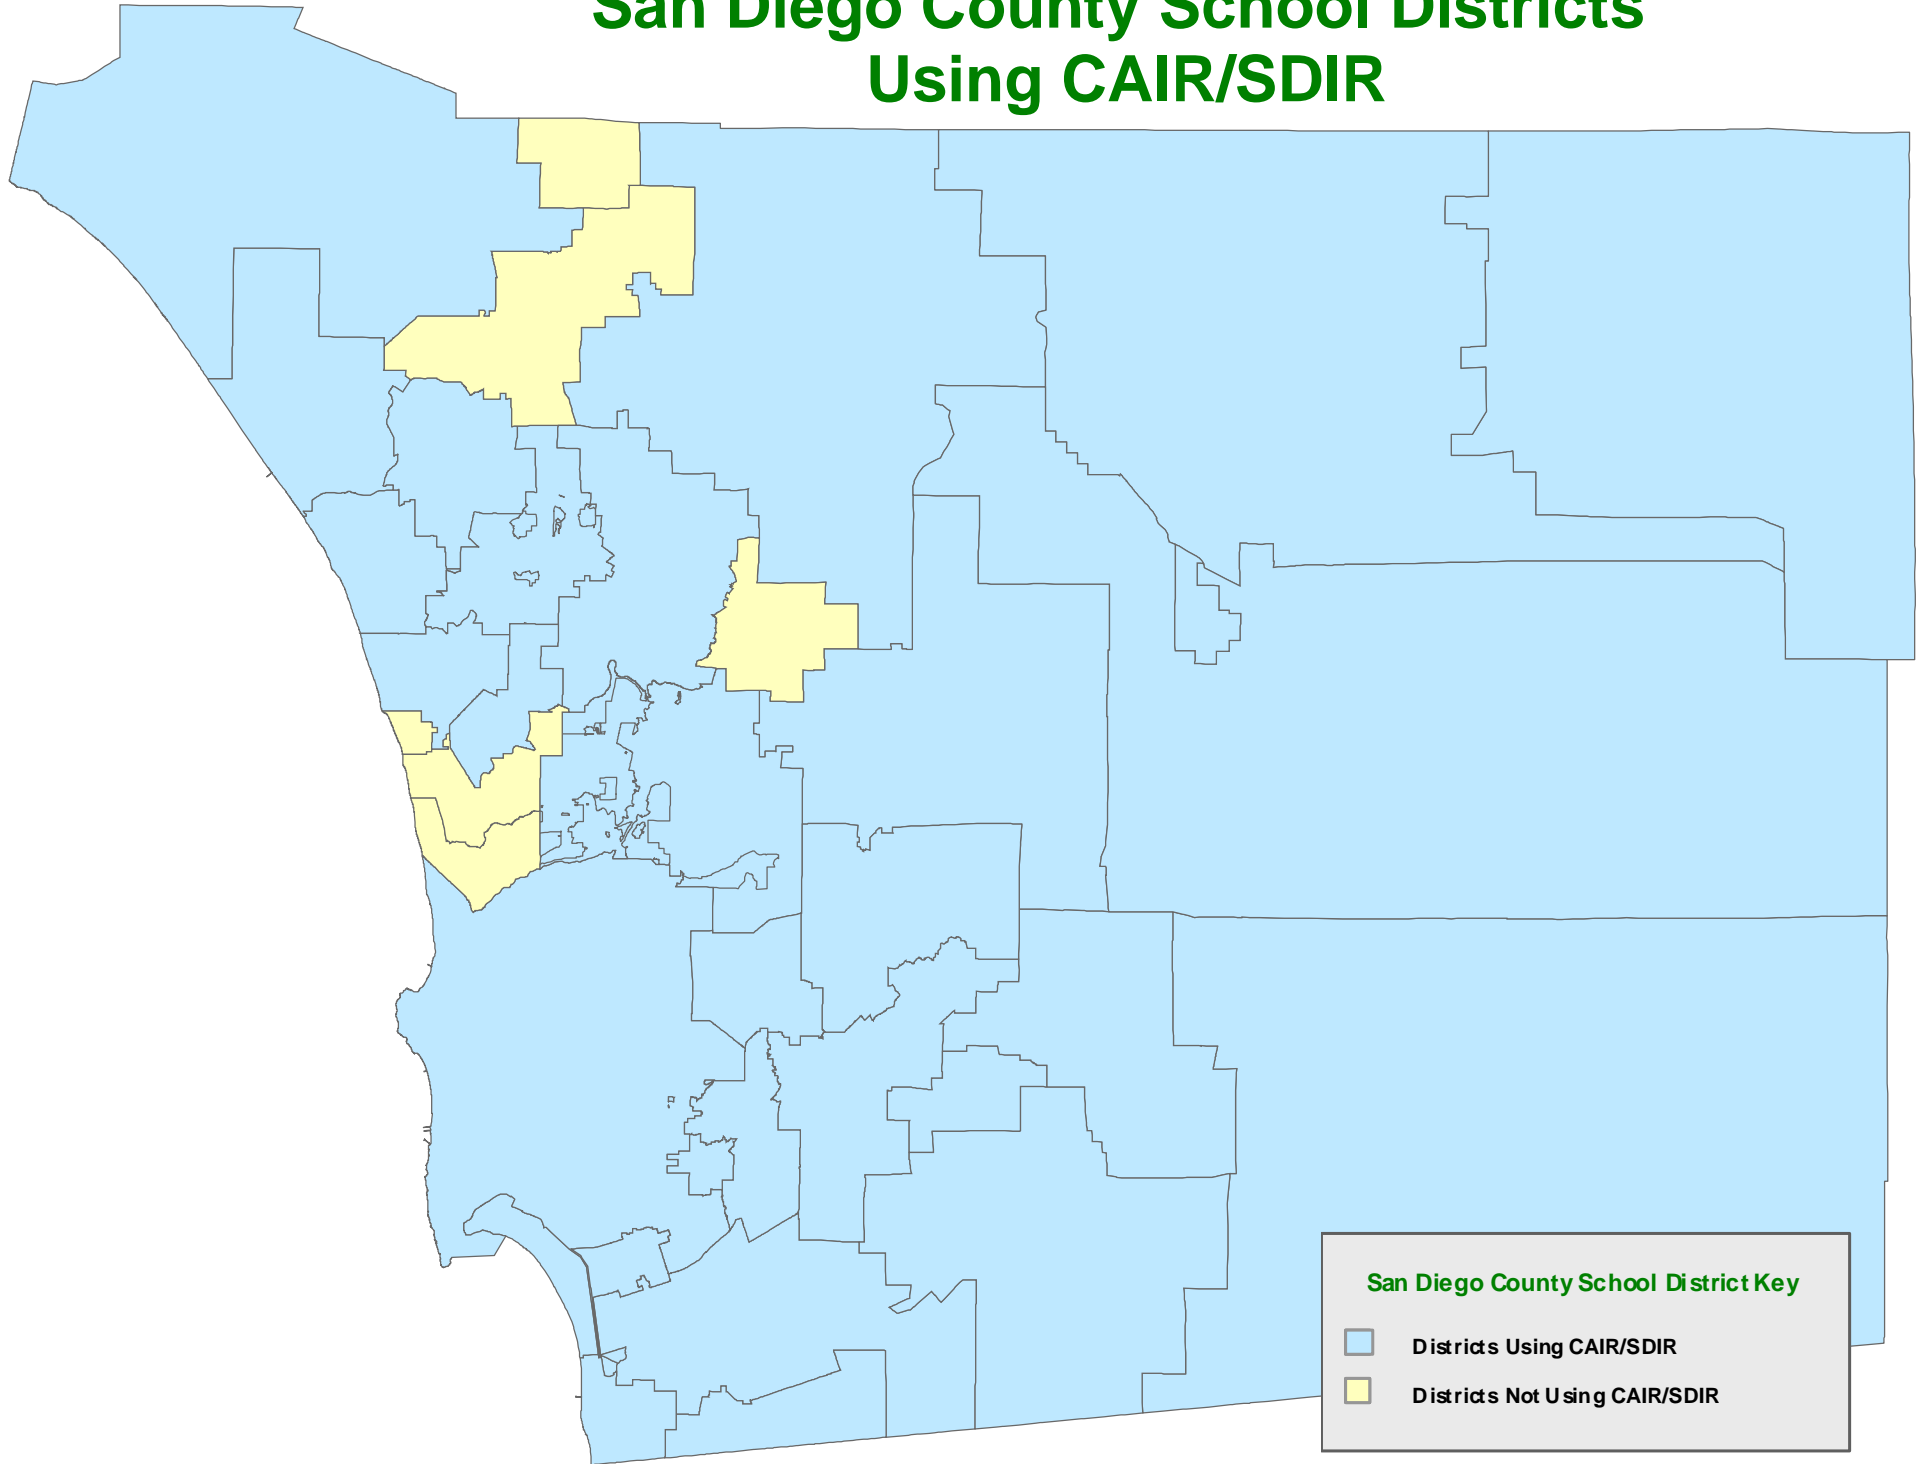 San Diego County School Districts
Using CAIR/SDIR
San Diego County School District Key
Districts Using CAIR/SDIR
Districts Not Using CAIR/SDIR